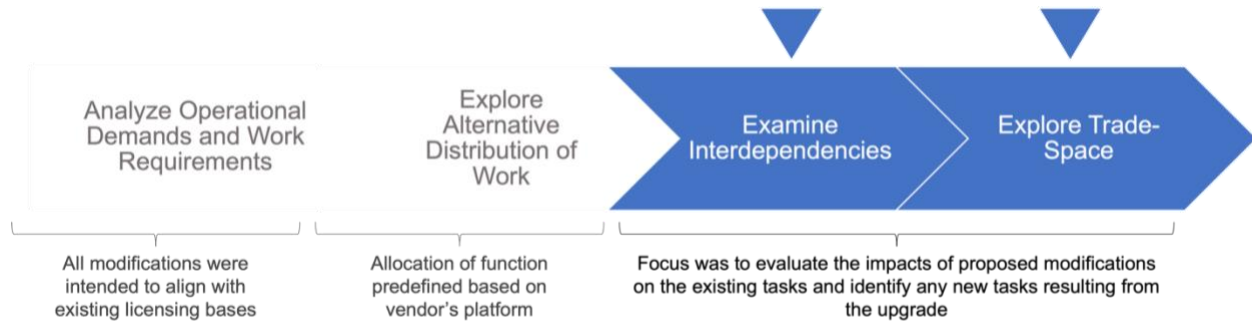 Analyze Operational
Demands and Work
Requirements
Explore
Alternative
Distribution of
Work
Examine
Interdependencies
Explore Trade-
Space
All modifications were
intended to align with
existing licensing bases
Allocation of function
predefined based on
vendor's platform
Focus was to evaluate the impacts of proposed modifications
on the existing tasks and identify any new tasks resulting from
the upgrade